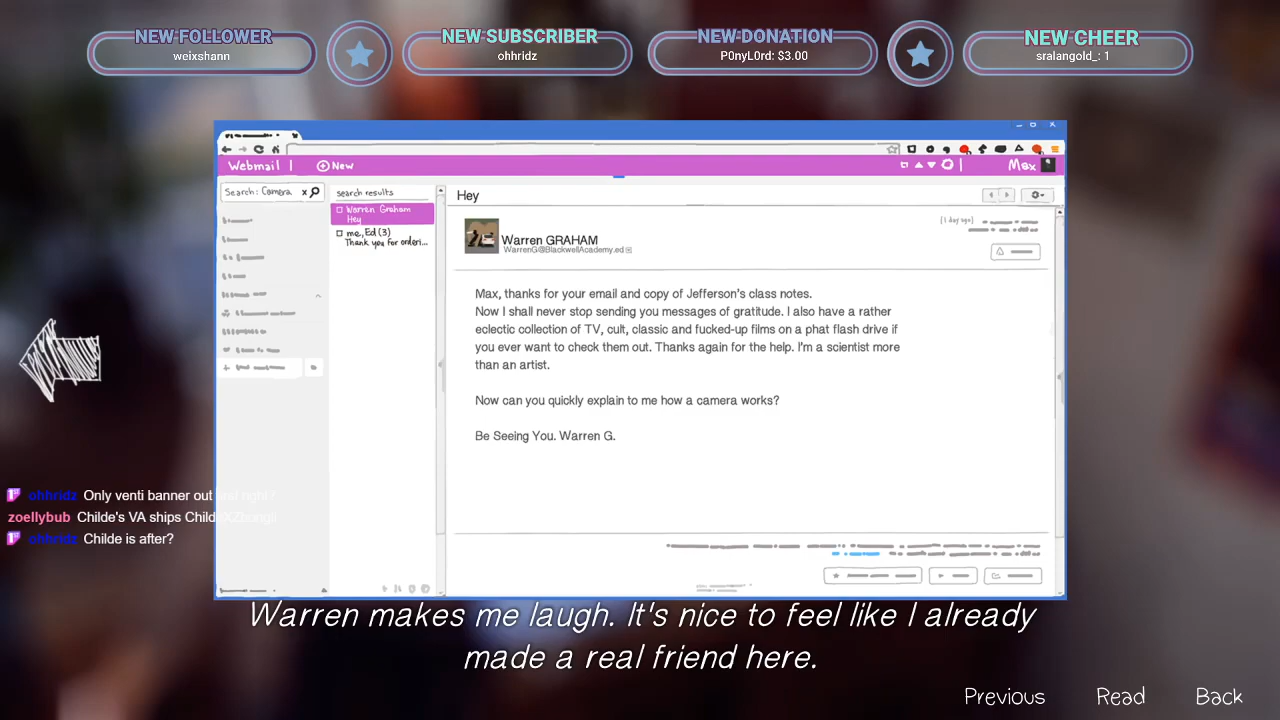 NEW FOLLOWER
weixshann
NEW SUBSCRIBER
ohhridz
NEW DONATION
P0nyL0rd: $3.00
NEW CHEER
sralangold_: 1
Webmail |
New
Max
Search: Camera. x
search results
Warren Graham
Hey
me, Ed (3)
Thank you for orderi...
Hey
Warren GRAHAM
WarrenG@BlackwellAcademy.ed
(1 day ago)
Max, thanks for your email and copy of Jefferson's class notes.
Now I shall never stop sending you messages of gratitude. I also have a rather
eclectic collection of TV, cult, classic and fucked-up films on a phat flash drive if
you ever want to check them out. Thanks again for the help. I'm a scientist more
than an artist.
Now can you quickly explain to me how a camera works?
Be Seeing You. Warren G.
ohhridz Only venti banner out and right?
zoellybub Childe's VA ships ChildeXZhongli
ohhridz Childe is after?
Warren makes me laugh. It's nice to feel like I already
made a real friend here.
Previous Read Back